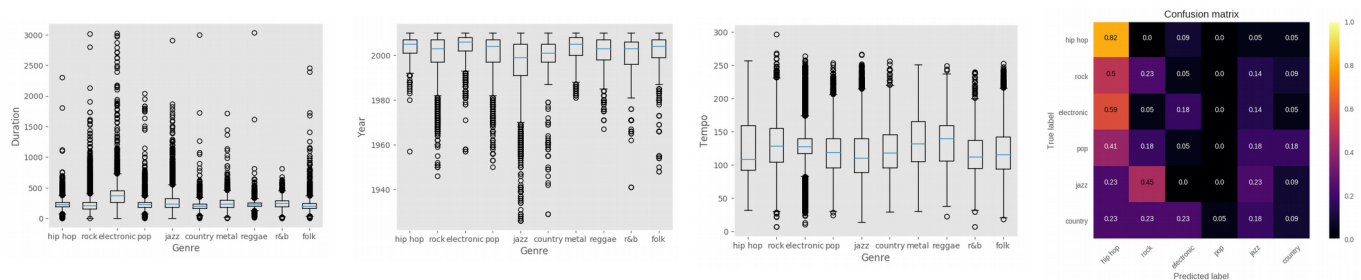 3000
2500
2000
1500
1000
500
0
Duration
hip hop rock electronic pop jazz country metal reggae r&b folk
Genre
2000
1980
1960
1940
Year
hip hop rock electronic pop jazz country metal reggae r&b folk
Genre
300
250
200
150
100
50
0
Tempo
hip hop rock electronic pop jazz country metal reggae r&b folk
Genre
Confusion matrix
hip hop 0.82 0.0 0.09 0.0 0.05 0.05
rock 0.5 0.23 0.05 0.0 0.14 0.09
electronic 0.59 0.05 0.18 0.0 0.14 0.05
pop 0.41 0.18 0.05 0.0 0.18 0.18
jazz 0.23 0.45 0.0 0.0 0.23 0.09
country 0.23 0.23 0.23 0.05 0.18 0.09
True label
hip hop rock electronic pop jazz country
Predicted label
1.0
0.8
0.6
0.4
0.2
0.0